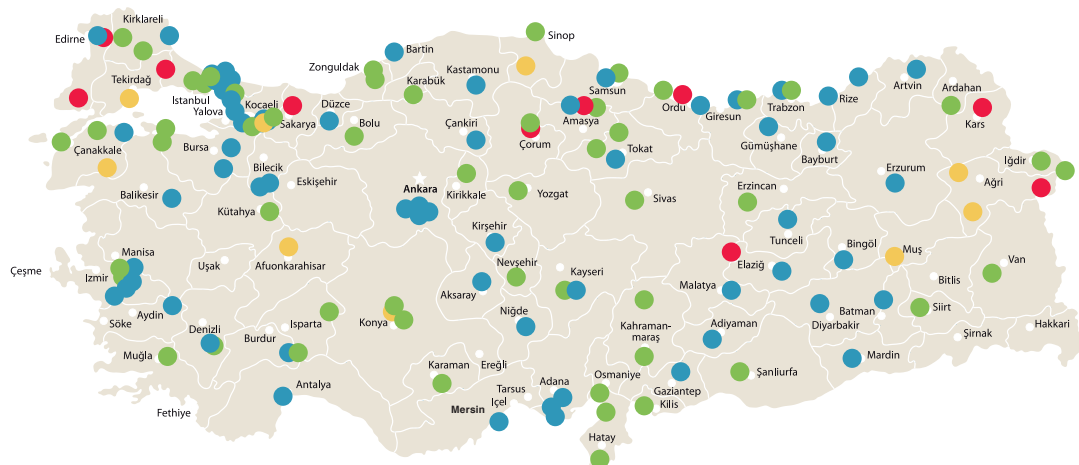 Kirklareli
Edirne
Sinop
Bartin
Zonguldak
Kastamonu
Karabük
Tekirdağ
Samsun
Artvin
Ardahan
Istanbul
Kocaeli
Yalova
Düzce
Sakarya
Bolu
Ordu
Giresun
Trabzon
Rize
Kars
Çankiri
Amasya
Çorum
Çanakkale
Bursa
Gümüşhane
Bayburt
Tokat
Bilecik
Iğdir
Erzurum
Ağri
Balikesir
Eskişehir
Ankara
Kirikkale
Yozgat
Sivas
Erzincan
Kütahya
Kirşehir
Tunceli
Bingöl
Muş
Manisa
Çeşme
Izmir
Uşak
Afuonkarahisar
Nevşehir
Kayseri
Elaziğ
Van
Bitlis
Aksaray
Malatya
Siirt
Batman
Diyarbakir
Aydin
Söke
Denizli
Isparta
Burdur
Konya
Niğde
Kahraman-
maraş
Adiyaman
Hakkari
Şirnak
Muğla
Karaman
Ereğli
Mardin
Antalya
Tarsus
Adana
Osmaniye
Şanliurfa
Gaziantep
Kilis
Içel
Mersin
Fethiye
Hatay